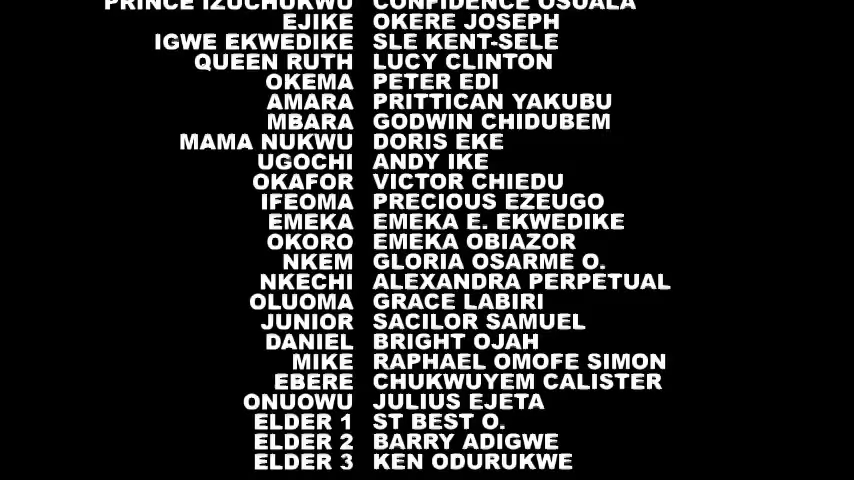 PRINCE IZUCHUKWU CONFIDENCE OSUALA
EJIKE OKERE JOSEPH
IGWE EKWEDIKE SLE KENT-SELE
QUEEN RUTH LUCY CLINTON
OKEMA PETER EDI
AMARA PRITTICAN YAKUBU
MBARA GODWIN CHIDUBEM
MAMA NUKWU DORIS EKE
UGOCHI ANDY IKE
OKAFOR VICTOR CHIEDU
IFEOMA PRECIOUS EZEUGO
EMEKA EMEKA E. EKWEDIKE
OKORO EMEKA OBIAZOR
NKEM GLORIA OSARME O.
NKECHI ALEXANDRA PERPETUAL
OLUOMA GRACE LABIRI
JUNIOR SACILOR SAMUEL
DANIEL BRIGHT OJAH
MIKE RAPHAEL OMOFE SIMON
EBERE CHUKWUYEM CALISTER
ONUOWU JULIUS EJETA
ELDER 1 ST BEST O.
ELDER 2 BARRY ADIGWE
ELDER 3 KEN ODURUKWE